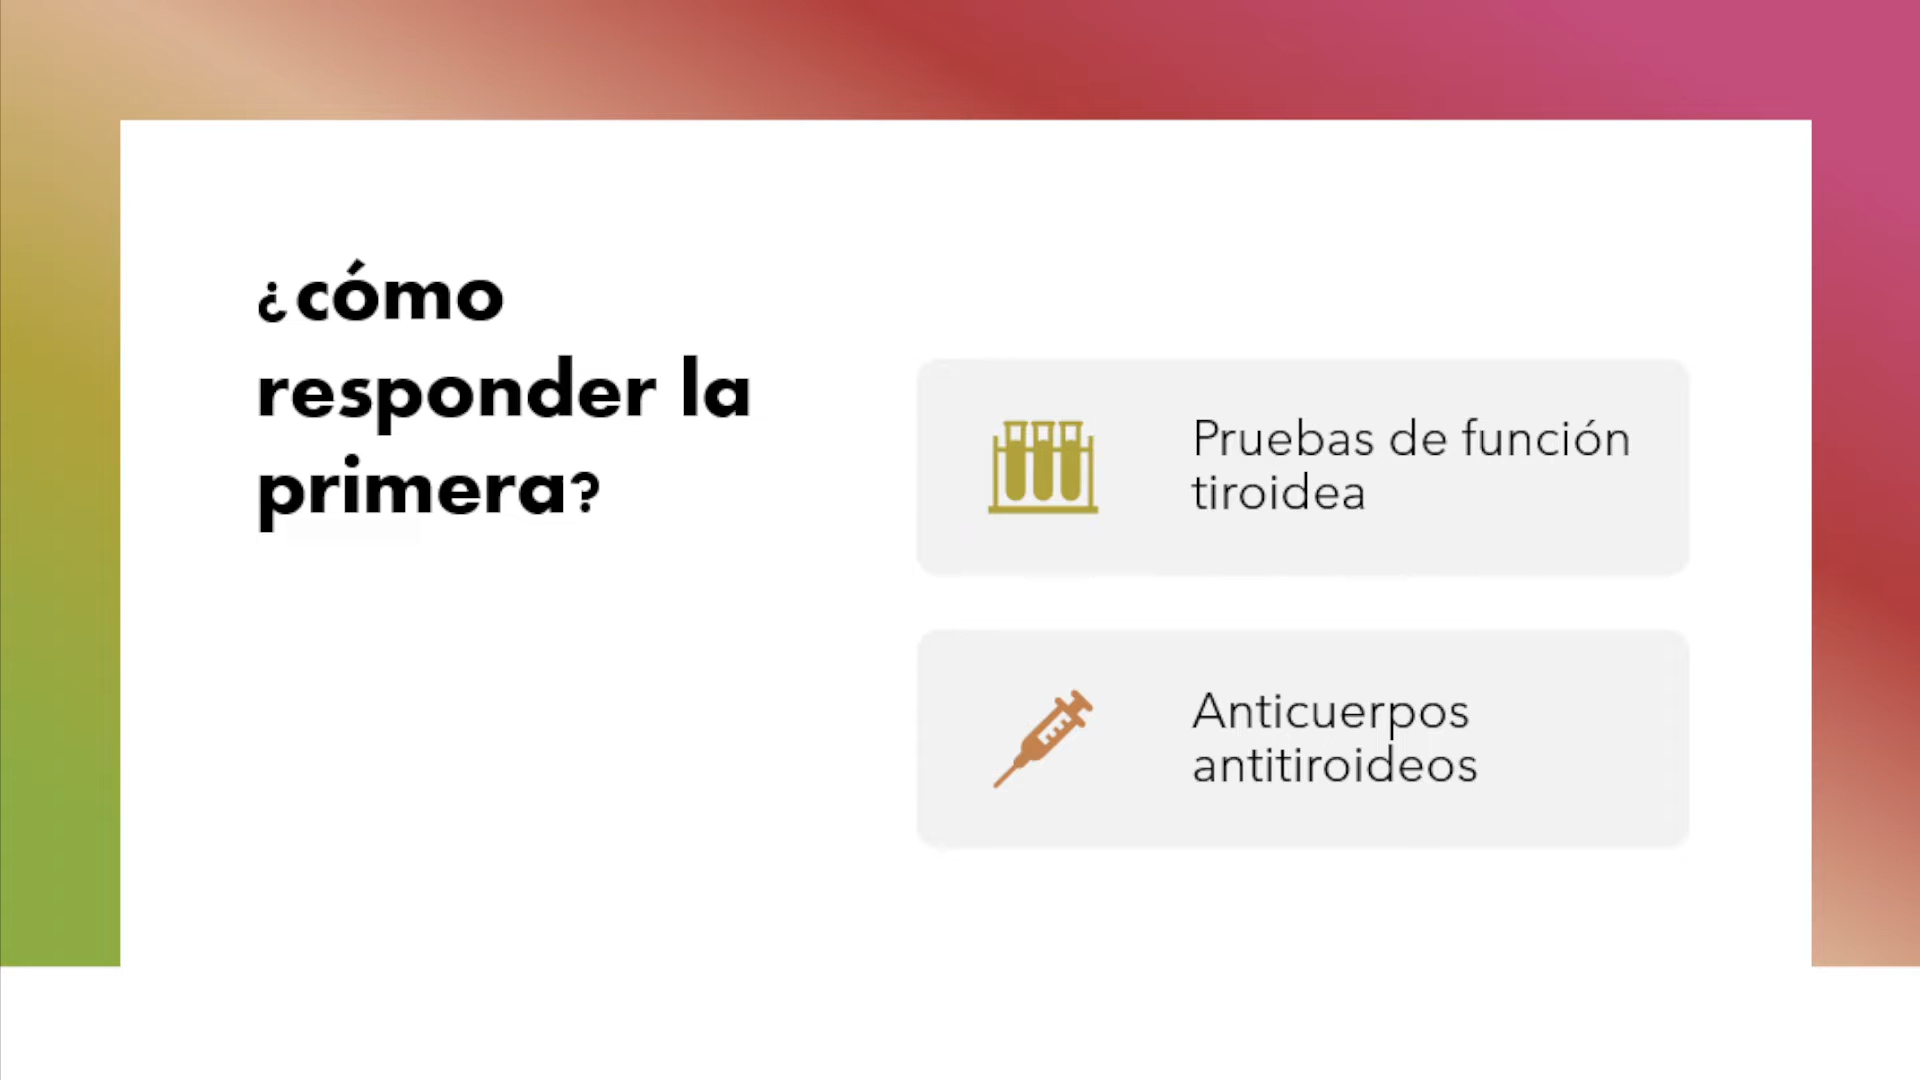 ¿cómo
responder la
primera?
Pruebas de función
tiroidea
Anticuerpos
antitiroideos